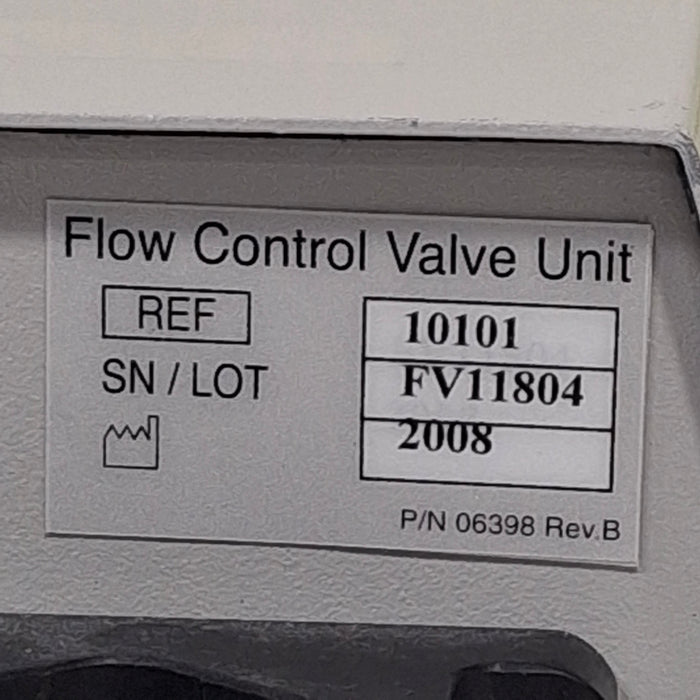 Flow Control Valve Unit
REF 10101
SN / LOT FV11804
2008
P/N 06398 Rev.B